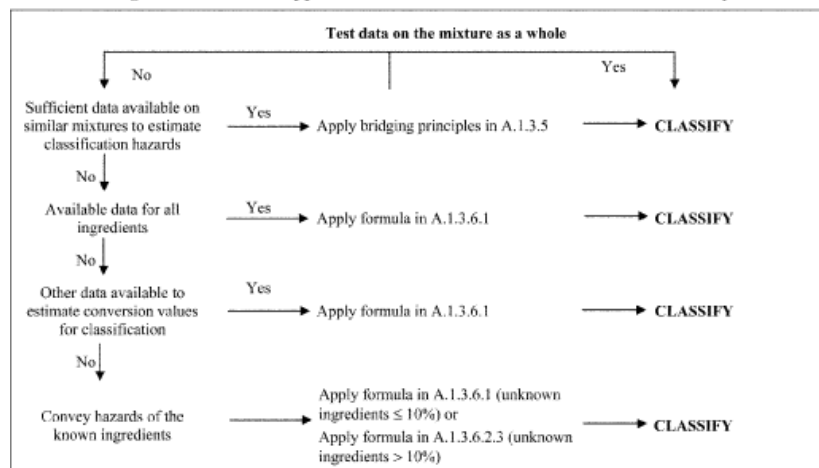 Test data on the mixture as a whole
No
Yes
Sufficient data available on
similar mixtures to estimate
classification hazards
Yes
Apply bridging principles in A.1.3.5
CLASSIFY
No
Available data for all
ingredients
Yes
Apply formula in A.1.3.6.1
CLASSIFY
No
Other data available to
estimate conversion values
for classification
Yes
Apply formula in A.1.3.6.1
CLASSIFY
No
Convey hazards of the
known ingredients
Apply formula in A.1.3.6.1 (unknown
ingredients ≤ 10%) or
Apply formula in A.1.3.6.2.3 (unknown
ingredients > 10%)
CLASSIFY